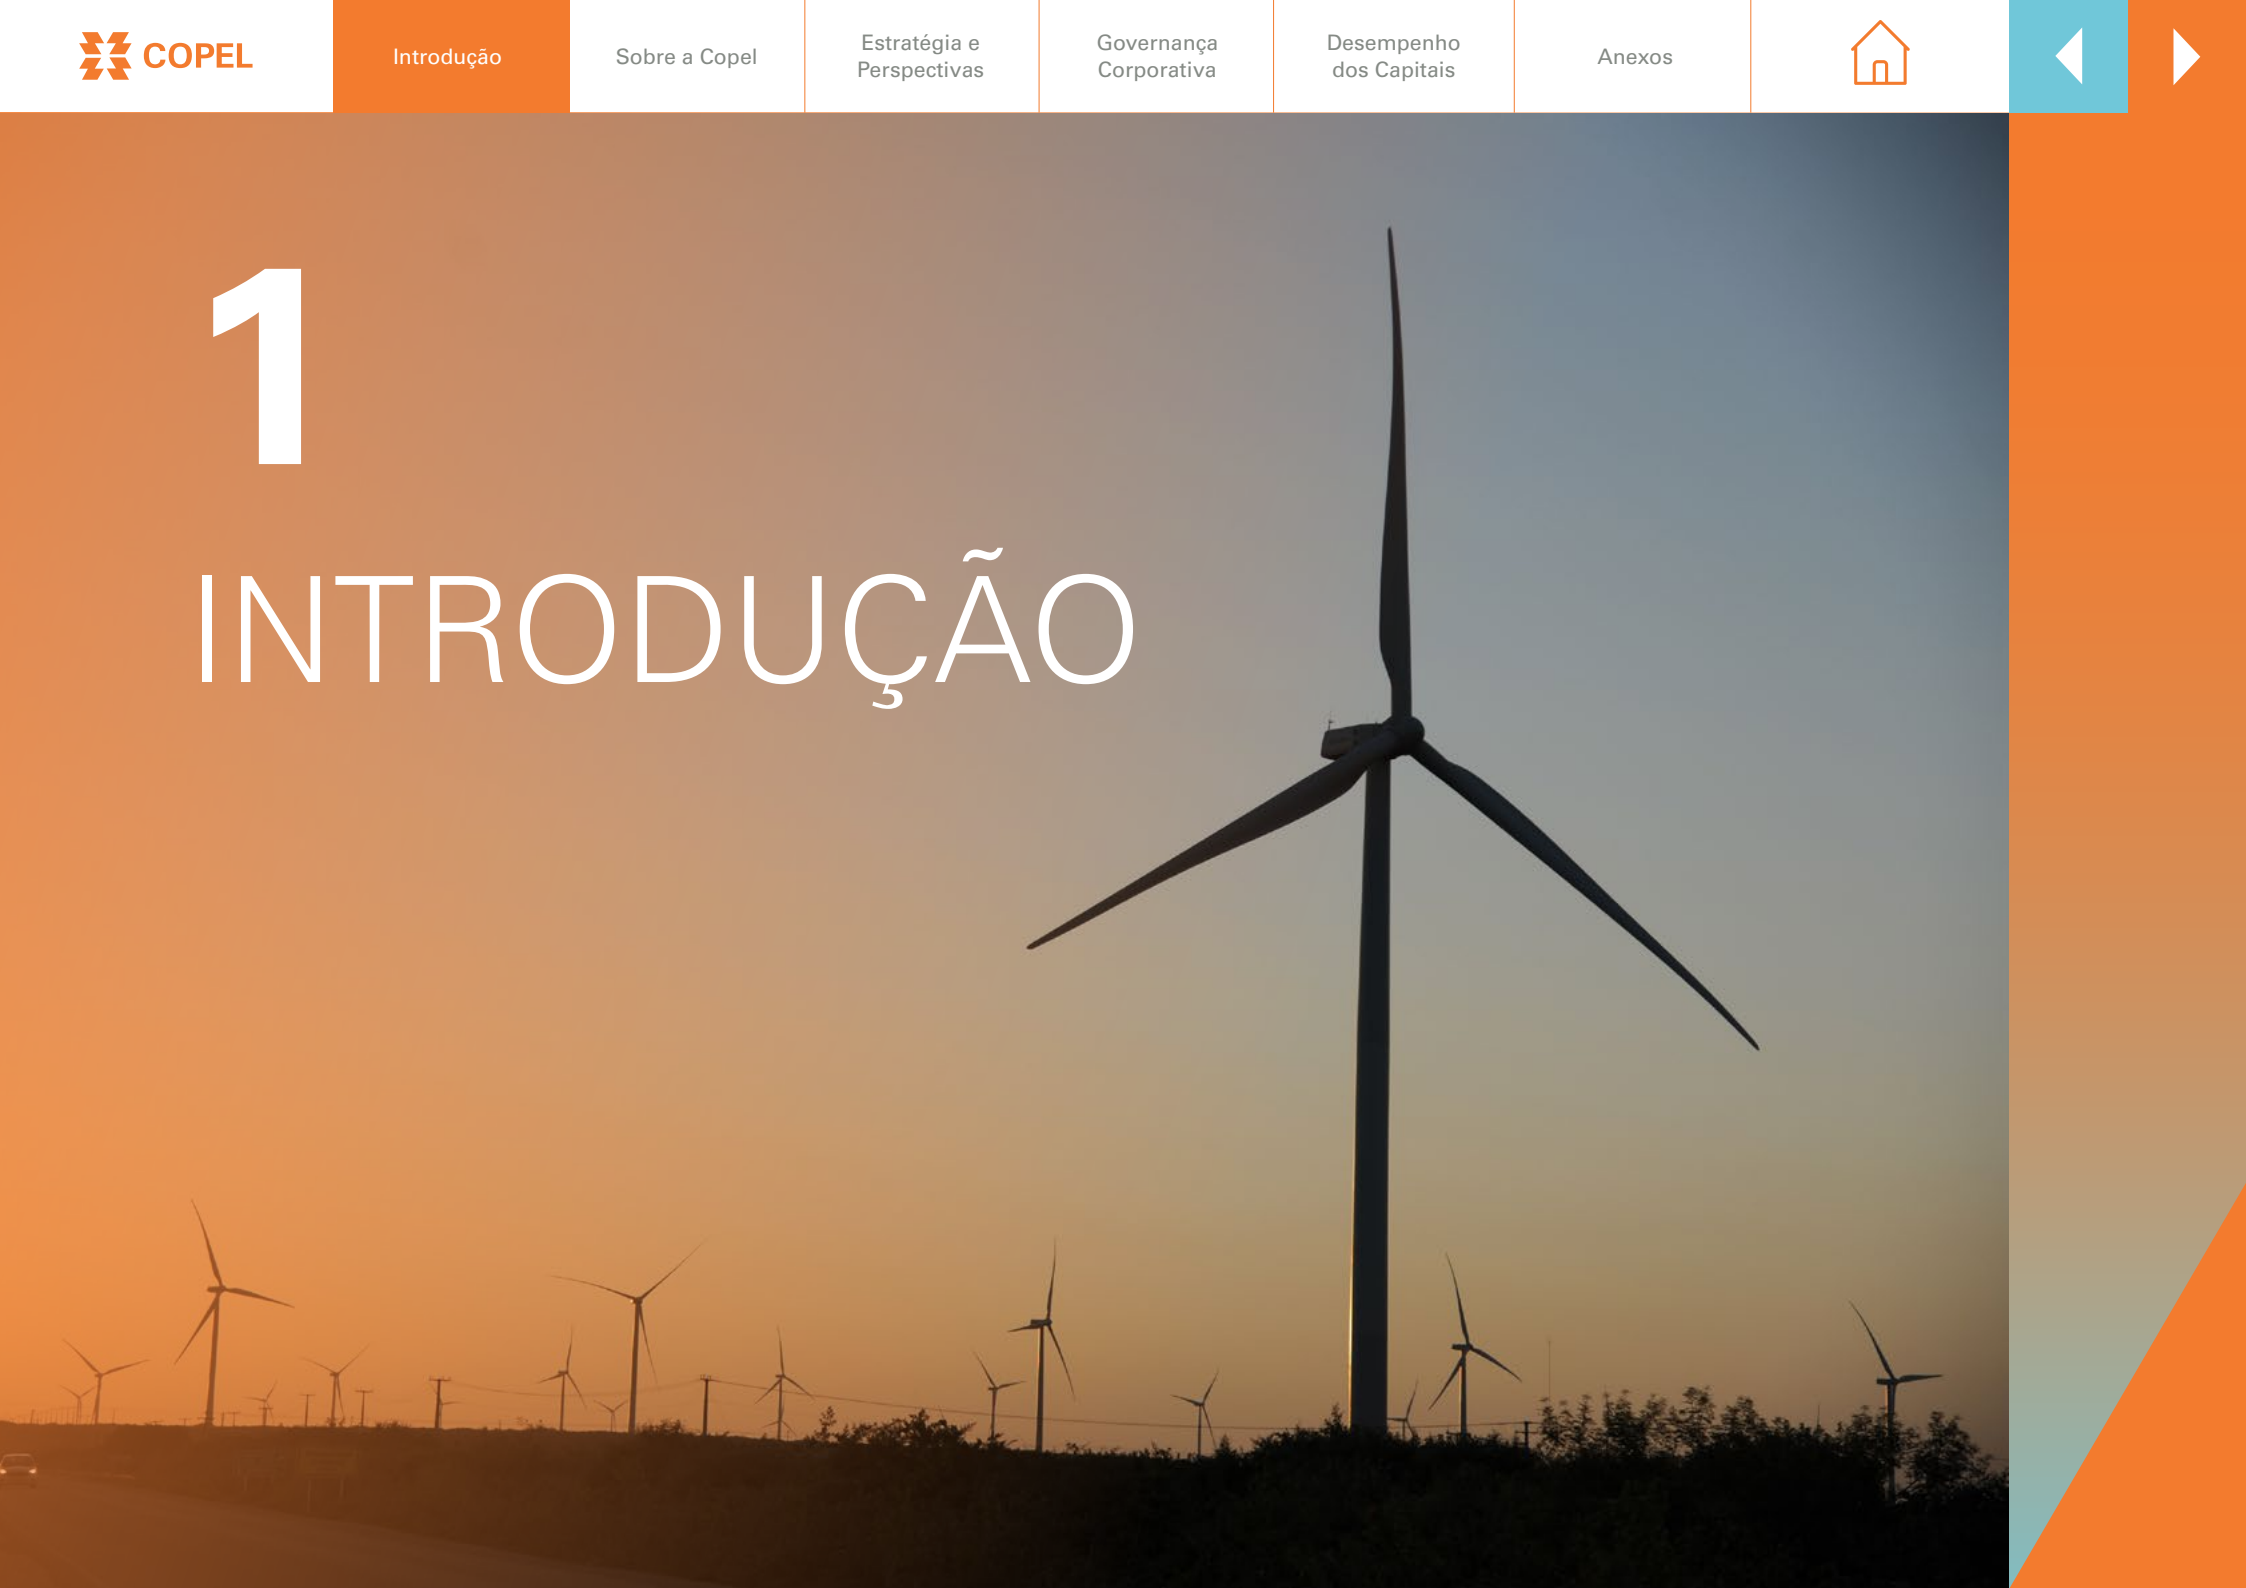 COPEL
Introdução
Sobre a Copel
Estratégia e
Perspectivas
Governança
Corporativa
Desempenho
dos Capitais
Anexos
1
INTRODUÇÃO